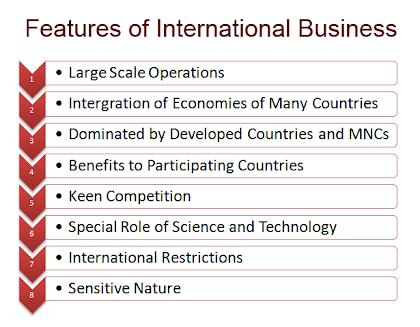 Features of International Business
1 • Large Scale Operations
2 • Intergration of Economies of Many Countries
3 • Dominated by Developed Countries and MNCs
4 • Benefits to Participating Countries
5 • Keen Competition
6 • Special Role of Science and Technology
7 • International Restrictions
8 • Sensitive Nature